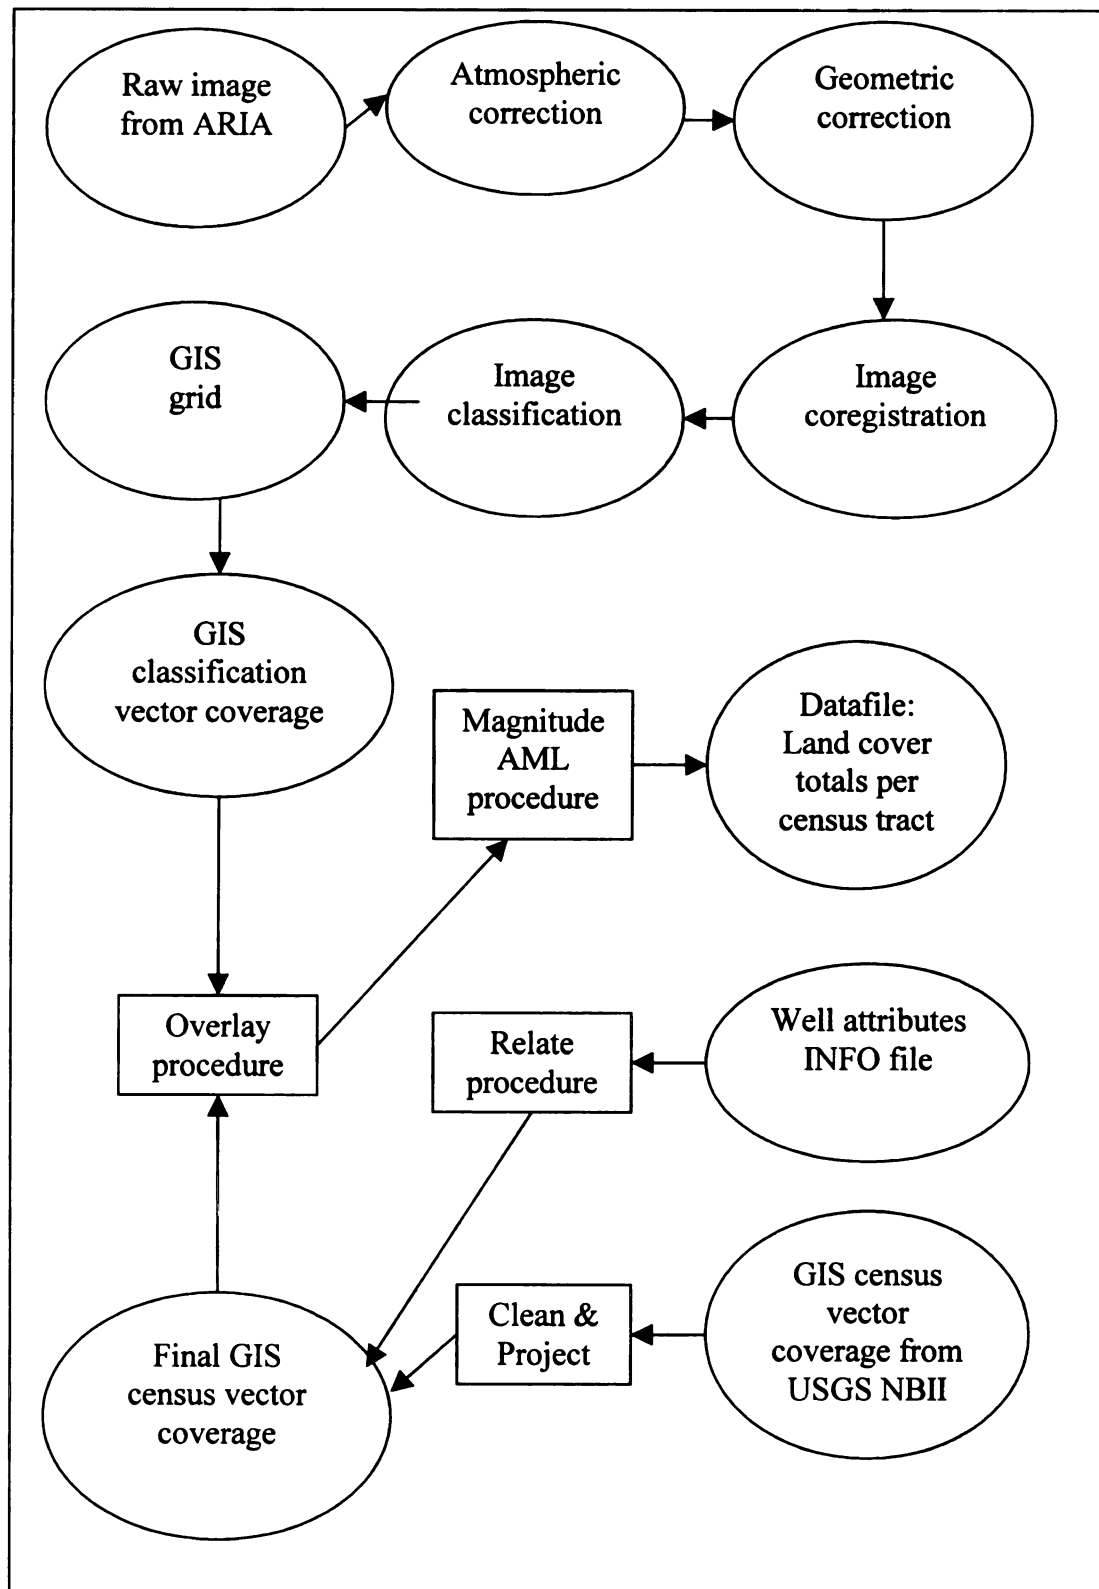 Raw image
from ARIA
Atmospheric
correction
Geometric
correction
GIS
grid
Image
classification
Image
coregistration
GIS
classification
vector coverage
Magnitude
AML
procedure
Datafile:
Land cover
totals per
census tract
Overlay
procedure
Relate
procedure
Well attributes
INFO file
Final GIS
census vector
coverage
Clean &
Project
GIS census
vector
coverage from
USGS NBII